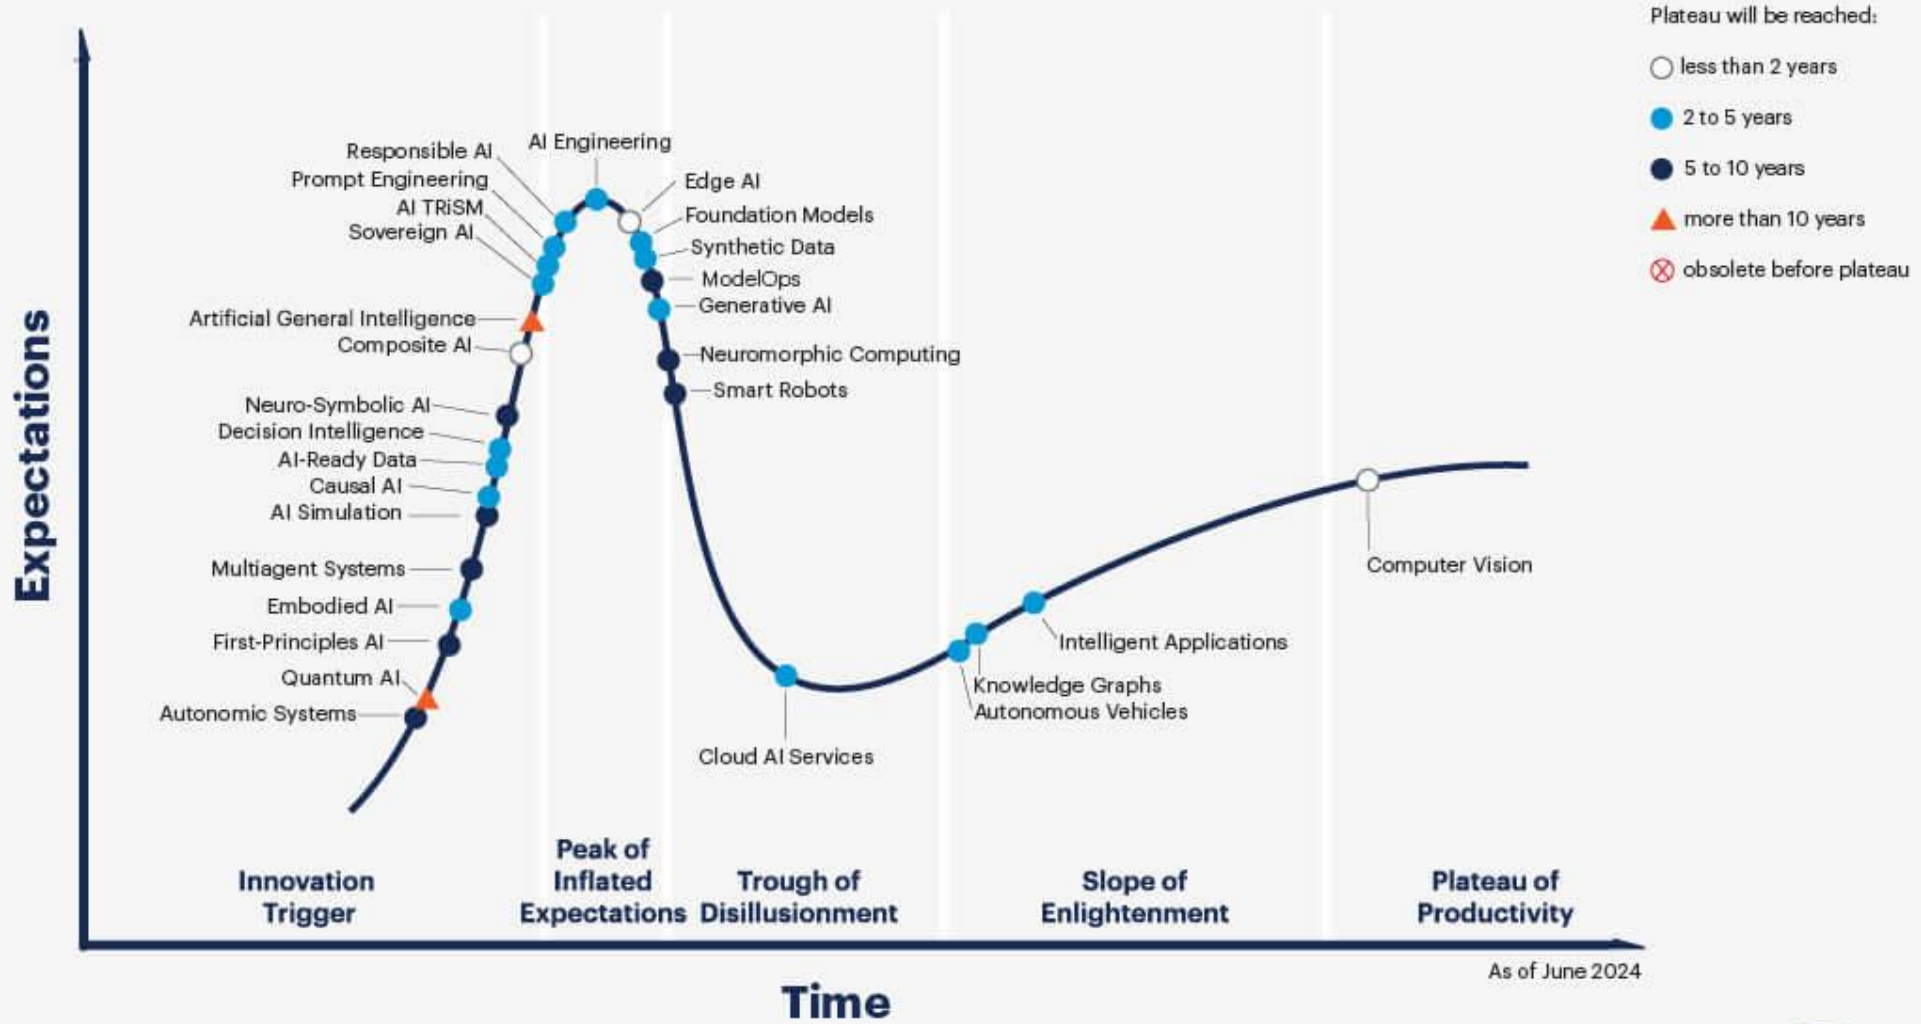 Plateau will be reached:
less than 2 years
2 to 5 years
5 to 10 years
more than 10 years
obsolete before plateau
Expectations
Responsible AI
Prompt Engineering
AI TRiSM
Sovereign AI
Artificial General Intelligence
Composite AI
Neuro-Symbolic AI
Decision Intelligence
AI-Ready Data
Causal AI
AI Simulation
Multiagent Systems
Embodied AI
First-Principles AI
Quantum AI
Autonomic Systems
AI Engineering
Edge AI
Foundation Models
Synthetic Data
ModelOps
Generative AI
Neuromorphic Computing
Smart Robots
Cloud AI Services
Intelligent Applications
Knowledge Graphs
Autonomous Vehicles
Computer Vision
Innovation
Trigger
Peak of
Inflated
Expectations
Trough of
Disillusionment
Slope of
Enlightenment
Plateau of
Productivity
As of June 2024
Time